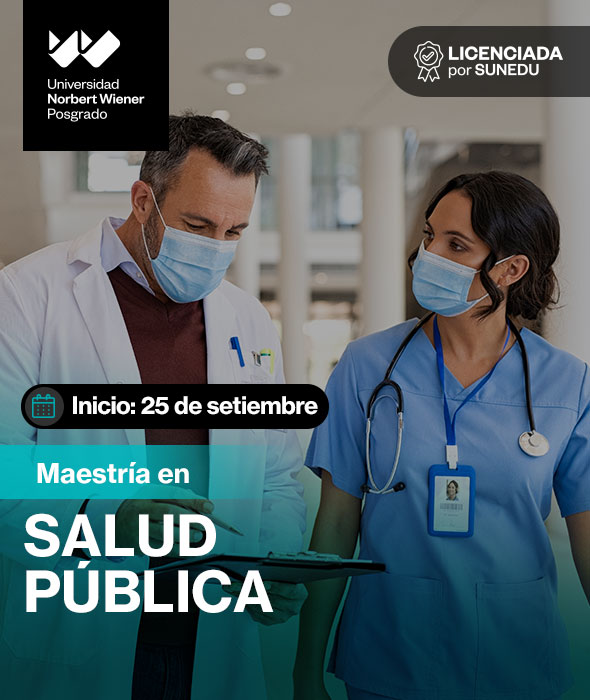 Universidad
Norbert Wiener
Posgrado
LICENCIADA
por SUNEDU
Inicio: 25 de setiembre
Maestría en
SALUD
PÚBLICA